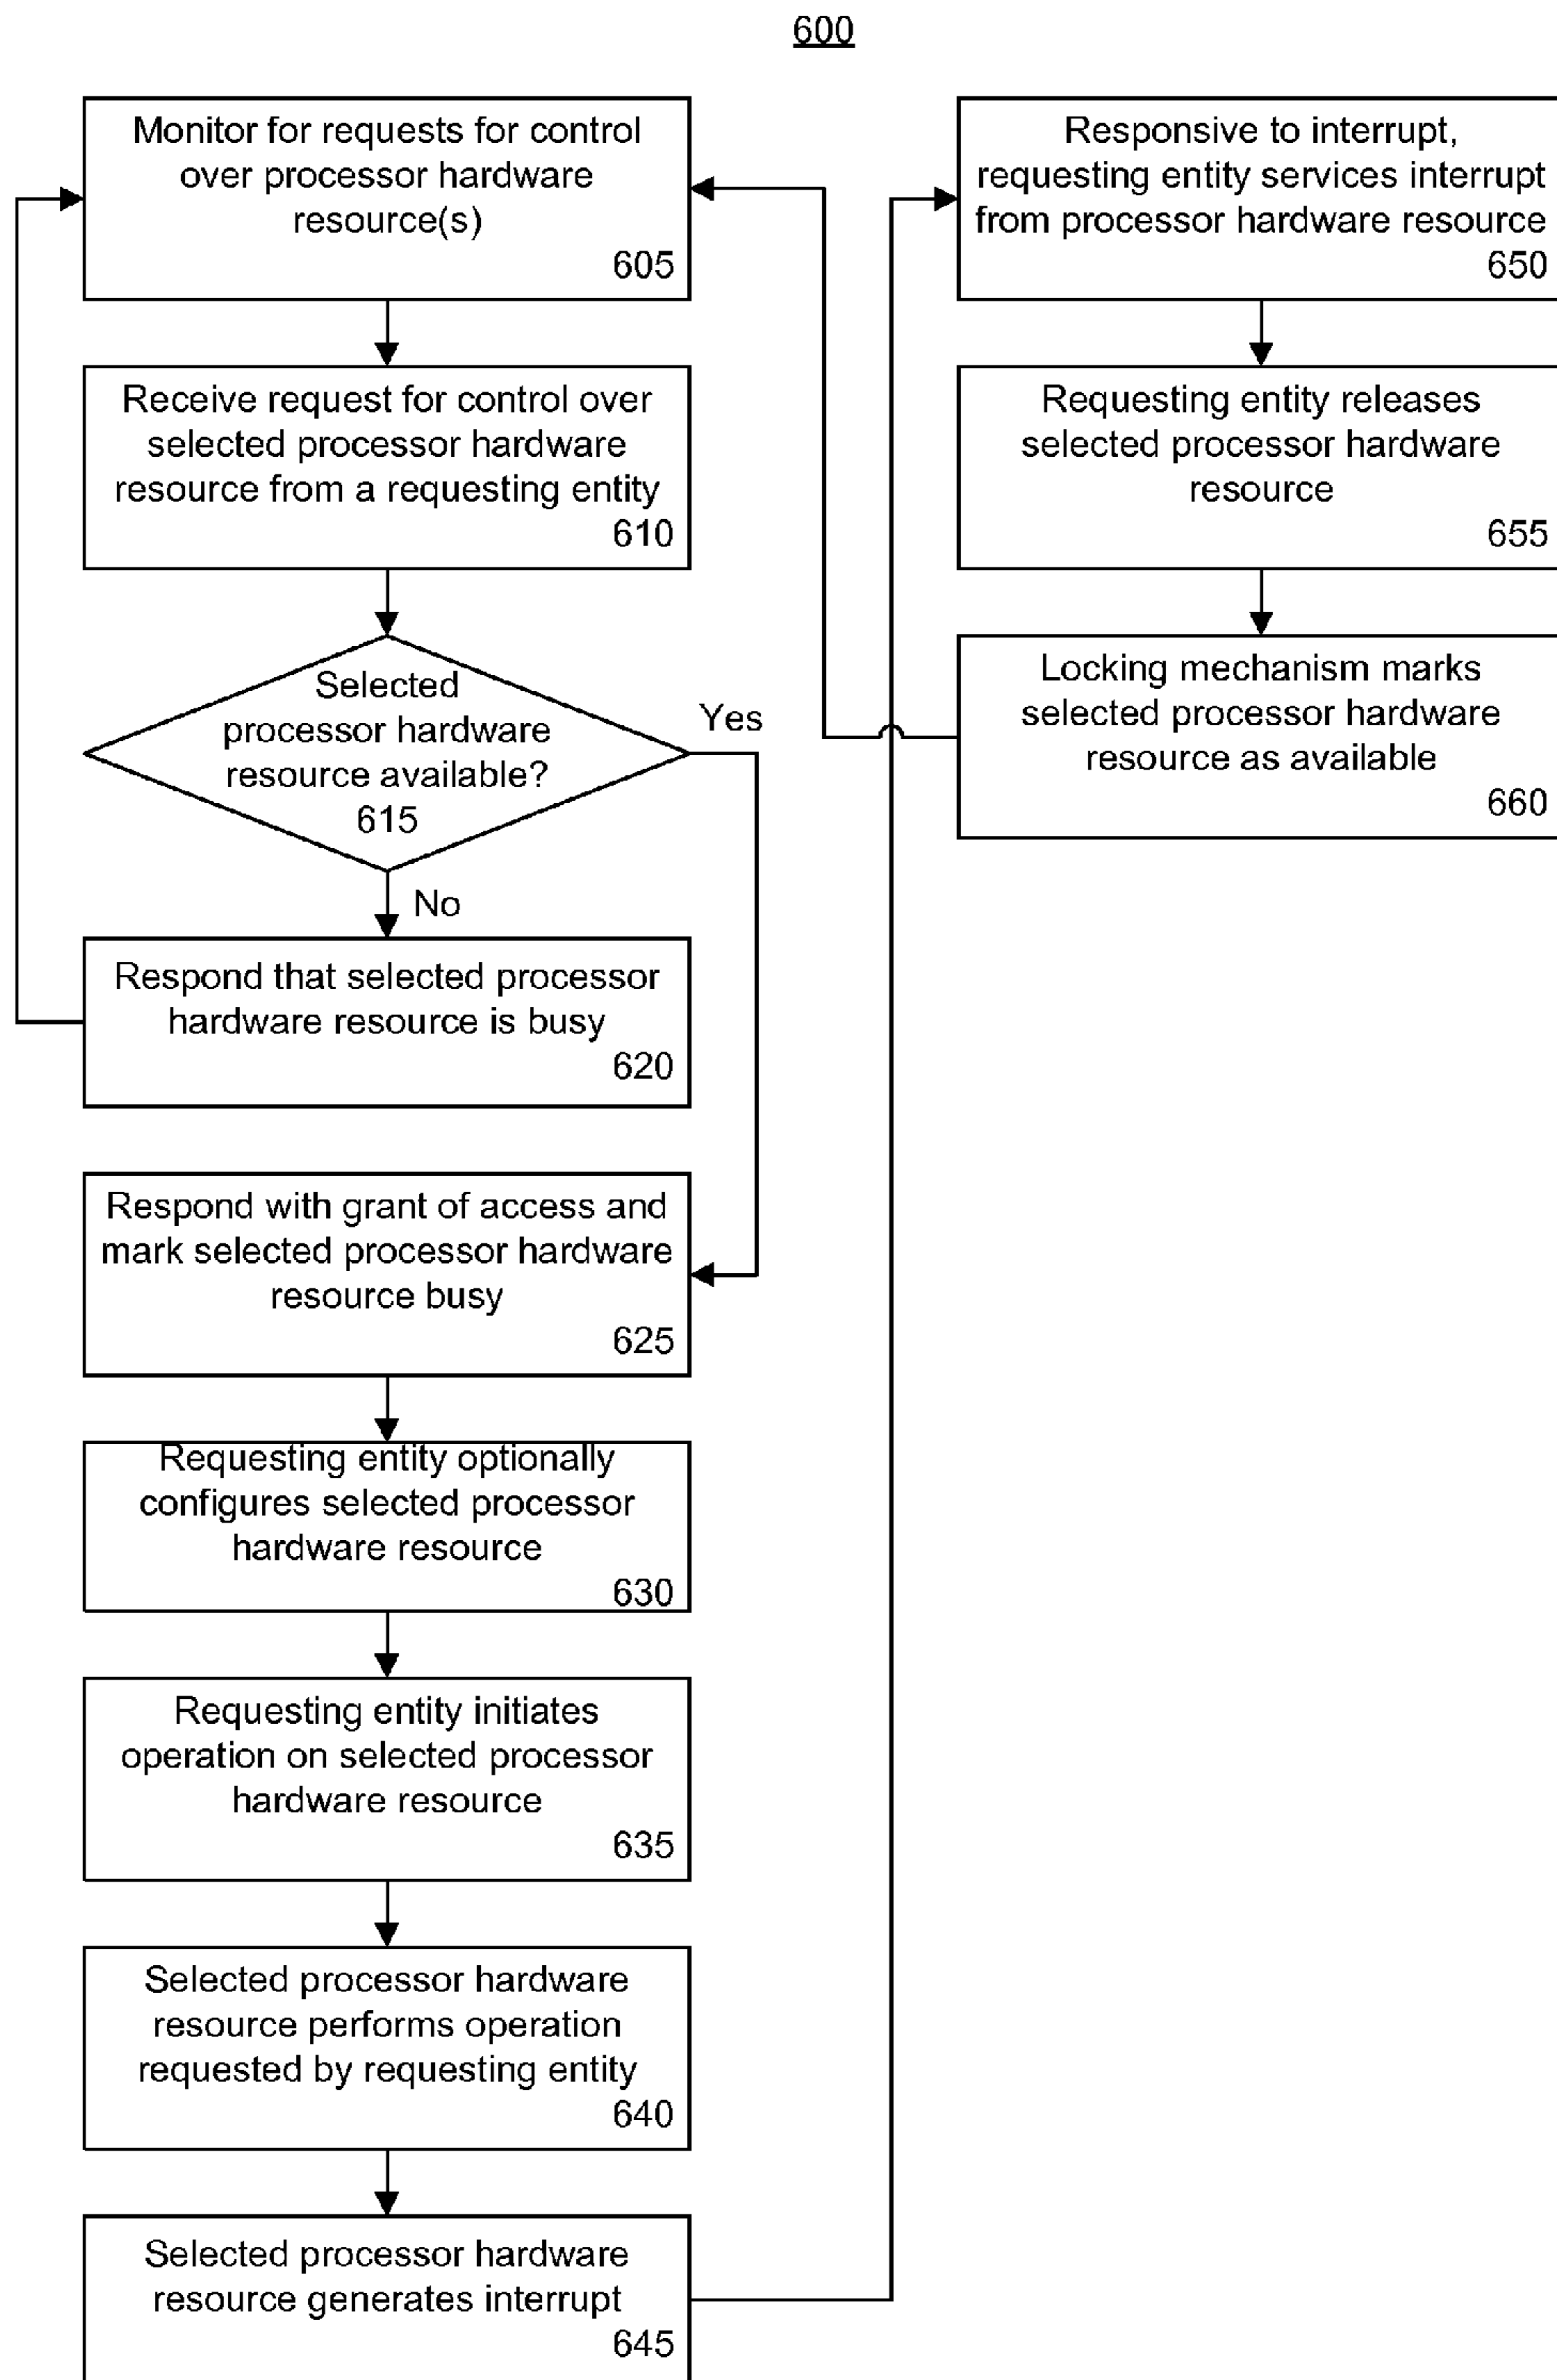 600
Monitor for requests for control
over processor hardware
resource(s)
605
Receive request for control over
selected processor hardware
resource from a requesting entity
610
Selected
processor hardware
resource available?
615
Yes
No
Respond that selected processor
hardware resource is busy
620
Respond with grant of access and
mark selected processor hardware
resource busy
625
Requesting entity optionally
configures selected processor
hardware resource
630
Requesting entity initiates
operation on selected processor
hardware resource
635
Selected processor hardware
resource performs operation
requested by requesting entity
640
Selected processor hardware
resource generates interrupt
645
Responsive to interrupt,
requesting entity services interrupt
from processor hardware resource
650
Requesting entity releases
selected processor hardware
resource
655
Locking mechanism marks
selected processor hardware
resource as available
660